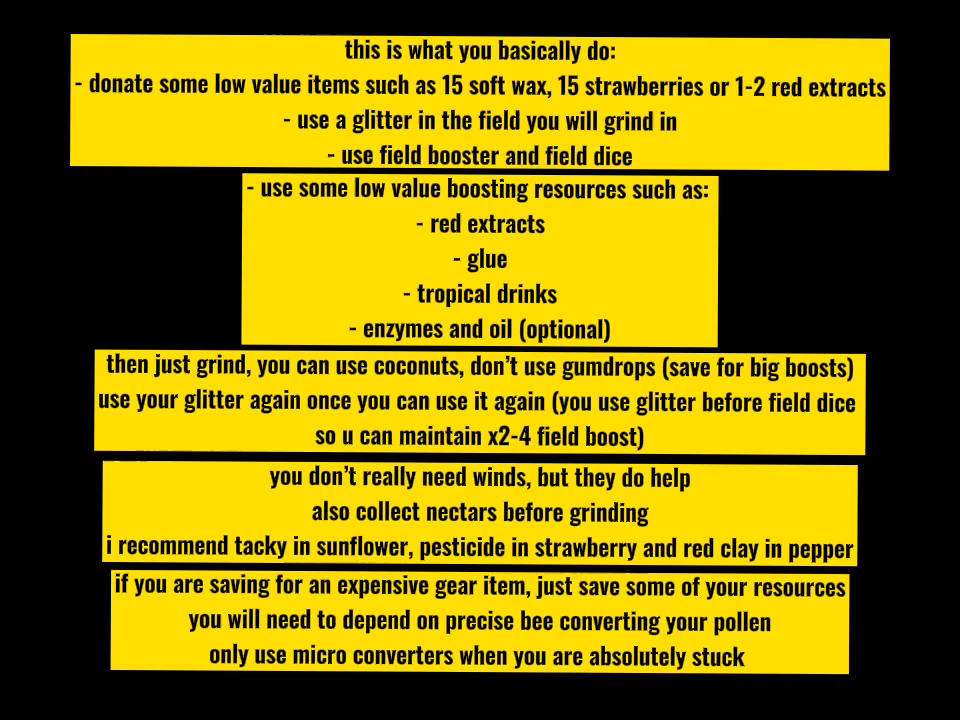 this is what you basically do:
- donate some low value items such as 15 soft wax, 15 strawberries or 1-2 red extracts
- use a glitter in the field you will grind in
- use field booster and field dice
- use some low value boosting resources such as:
- red extracts
- glue
- tropical drinks
- enzymes and oil (optional)
then just grind, you can use coconuts, don't use gumdrops (save for big boosts)
use your glitter again once you can use it again (you use glitter before field dice
so u can maintain x2-4 field boost)
you don't really need winds, but they do help
also collect nectars before grinding
i recommend tacky in sunflower, pesticide in strawberry and red clay in pepper
if you are saving for an expensive gear item, just save some of your resources
you will need to depend on precise bee converting your pollen
only use micro converters when you are absolutely stuck